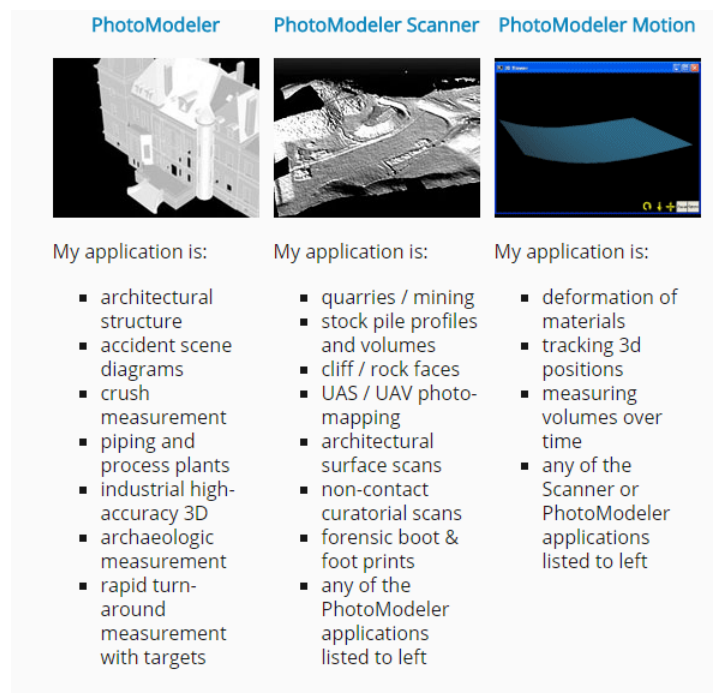 PhotoModeler
PhotoModeler Scanner
PhotoModeler Motion
My application is:
architectural
structure
accident scene
diagrams
crush
measurement
piping and
process plants
industrial high-
accuracy 3D
archaeologic
measurement
rapid turn-
around
measurement
with targets
My application is:
quarries / mining
stock pile profiles
and volumes
cliff / rock faces
UAS / UAV photo-
mapping
architectural
surface scans
non-contact
curatorial scans
forensic boot &
foot prints
any of the
PhotoModeler
applications
listed to left
My application is:
deformation of
materials
tracking 3d
positions
measuring
volumes over
time
any of the
Scanner or
PhotoModeler
applications
listed to left